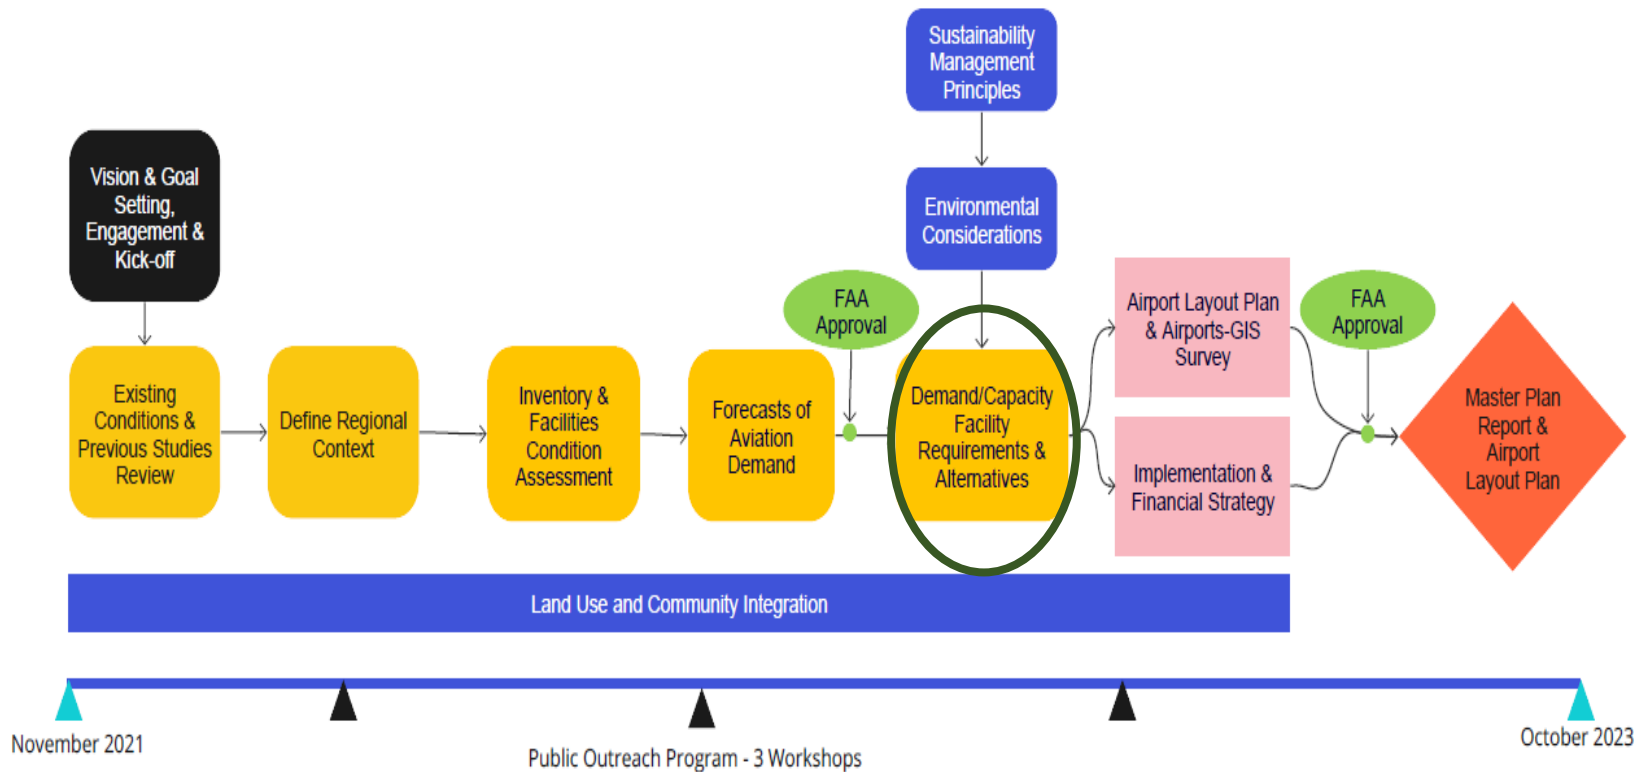 Sustainability
Management
Principles
Vision & Goal
Setting,
Engagement &
Kick-off
Environmental
Considerations
FAA
Approval
Airport Layout Plan
& Airports-GIS
Survey
FAA
Approval
Existing
Conditions &
Previous Studies
Review
Define Regional
Context
Inventory &
Facilities
Condition
Assessment
Forecasts of
Aviation
Demand
Demand/Capacity
Facility
Requirements &
Alternatives
Implementation &
Financial Strategy
Master Plan
Report &
Airport
Layout Plan
Land Use and Community Integration
November 2021
Public Outreach Program - 3 Workshops
October 2023